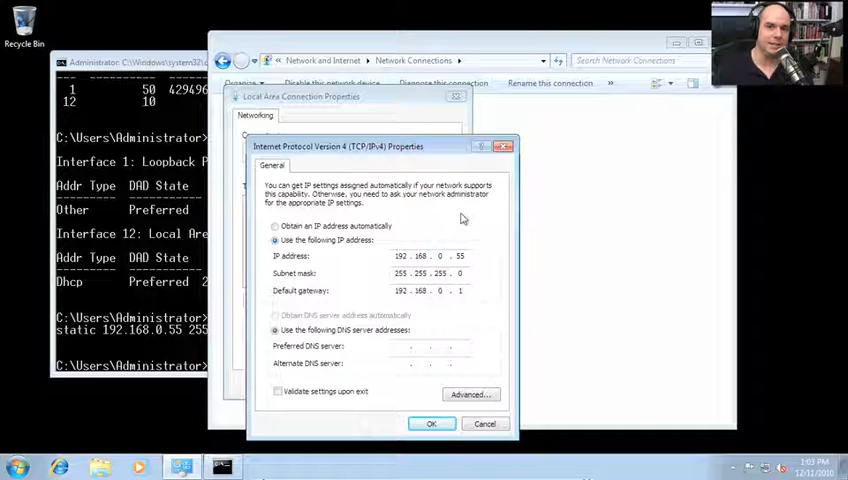 Recycle Bin
Administrator: C:\Windows\system32\c
1 50 429496
12 10
C:\Users\Administrator>
Interface 1: Loopback P
Addr Type DAD State
Other Preferred
Interface 12: Local Are
Addr Type DAD State
Dhcp Preferred 2
C:\Users\Administrator>
static 192.168.0.55 255
C:\Users\Administrator>
Network and Internet Network Connections
Search Network Connections
Organize Disable this network device Diagnose this connection Rename this connection »
Local Area Connection Properties
Networking
Internet Protocol Version 4 (TCP/IPv4) Properties
General
You can get IP settings assigned automatically if your network supports
this capability. Otherwise, you need to ask your network administrator
for the appropriate IP settings.
Obtain an IP address automatically
Use the following IP address:
IP address: 192 . 168 . 0 . 55
Subnet mask: 255 . 255 . 255 . 0
Default gateway: 192 . 168 . 0 . 1
Obtain DNS server address automatically
Use the following DNS server addresses:
Preferred DNS server: . . .
Alternate DNS server: . . .
Validate settings upon exit
Advanced...
OK Cancel
1:03 PM
12/11/2010